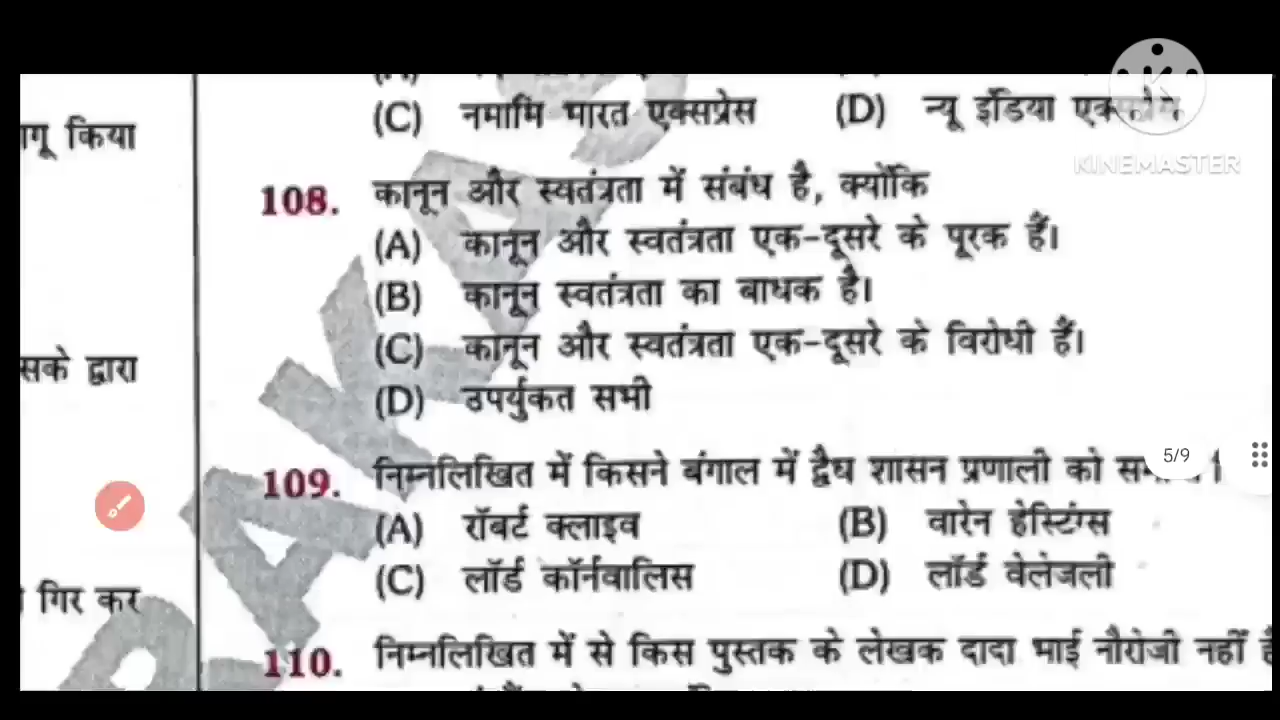 (C) नमामि भारत एक्सप्रेस (D) न्यू इंडिया
KINEMASTER
गू किया
108. कानून और स्वतंत्रता में संबंध है, क्योंकि
(A) कानून और स्वतंत्रता एक-दूसरे के पूरक हैं।
(B) कानून स्वतंत्रता का बाधक है।
(C) कानून और स्वतंत्रता एक-दूसरे के विरोधी हैं।
सके द्वारा
(D) उपर्युकत सभी
109. निम्नलिखित में किसने बंगाल में द्वैध शासन प्रणाली को
5/9
(A) रॉबर्ट क्लाइव (B) वारेन हेस्टिंग्स
(C) लॉर्ड कॉर्नवालिस (D) लॉर्ड वेलेजली
गिर कर
110. निम्नलिखित में से किस पुस्तक के लेखक दादा भाई नौरोजी नहीं